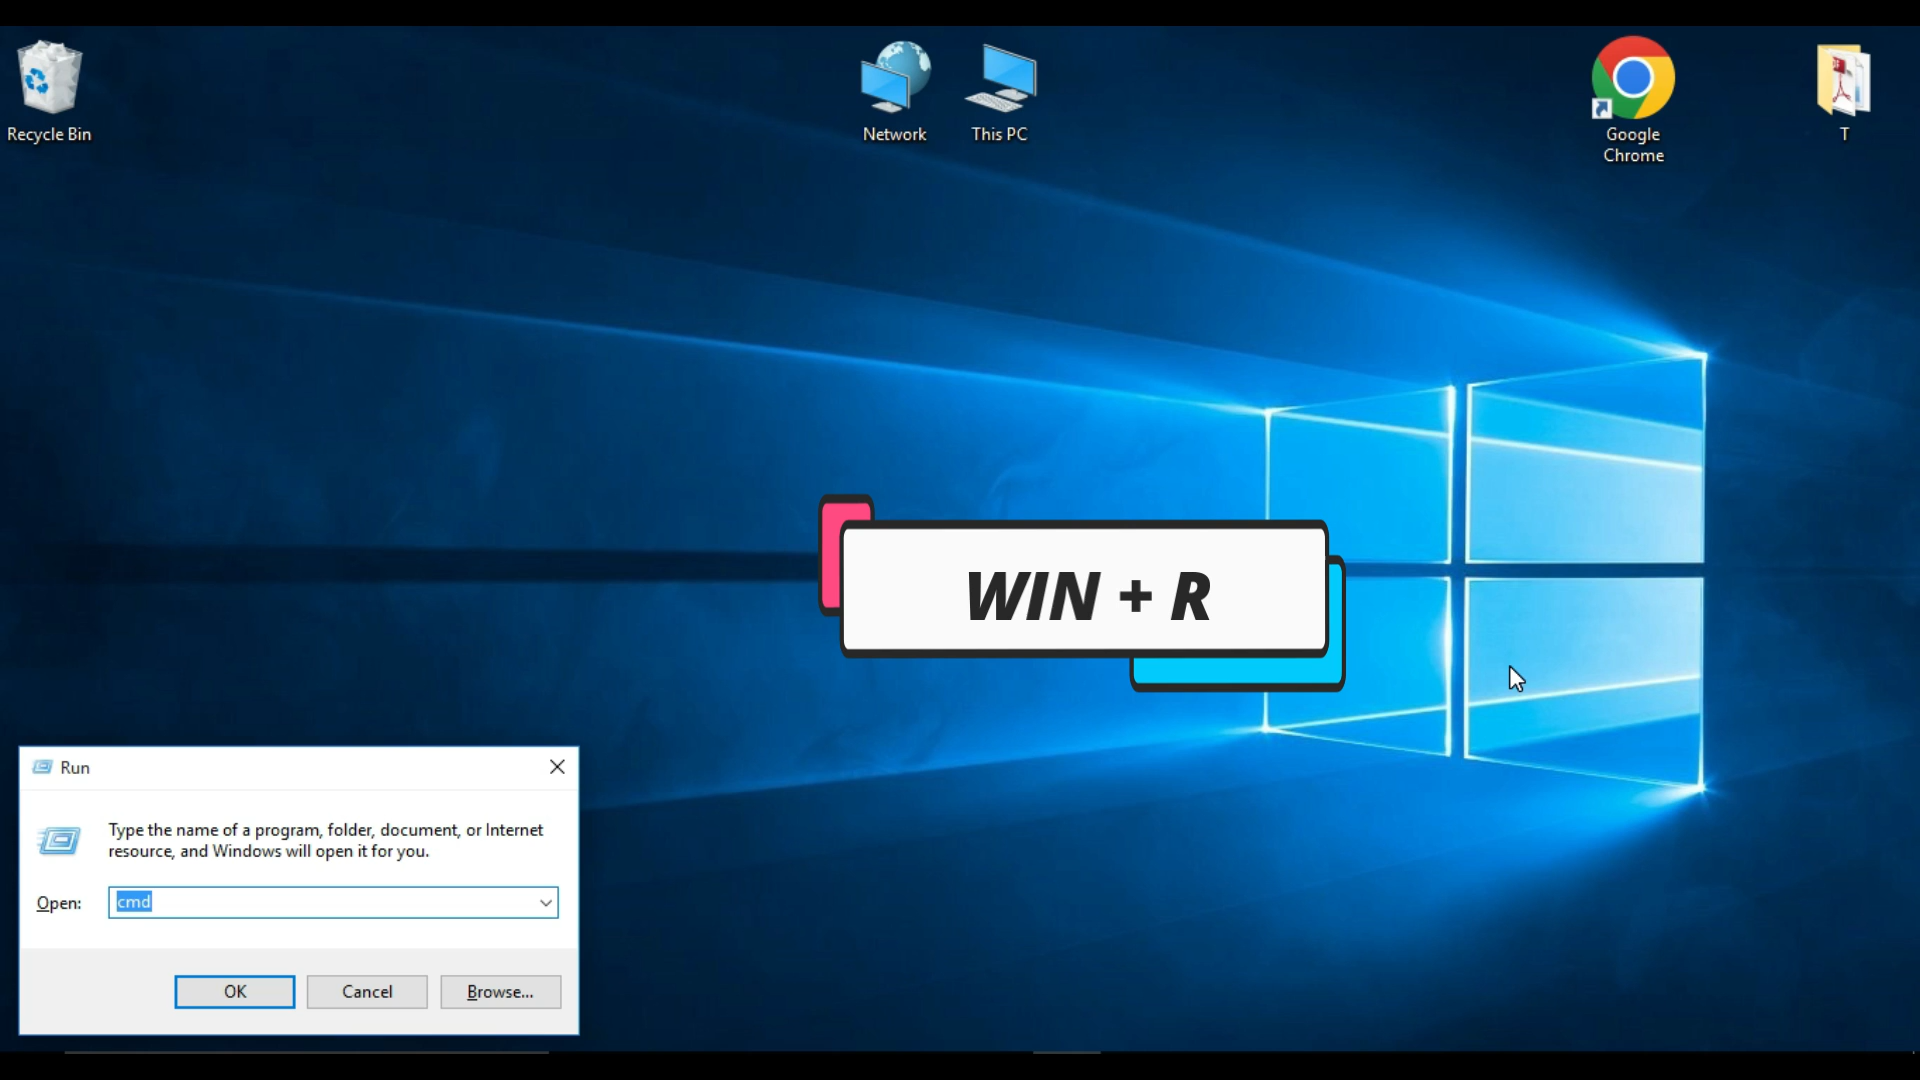 Recycle Bin
Network
This PC
Google
Chrome
T
WIN + R
Run
Type the name of a program, folder, document, or Internet
resource, and Windows will open it for you.
Open:
cmd
OK
Cancel
Browse...